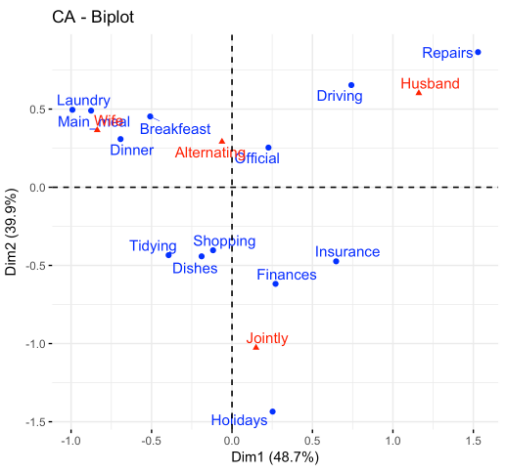 CA - Biplot
Repairs
Husband
Driving
Laundry
Wife
Main_meal
Breakfeast
Dinner
Alternating
Official
Tidying
Shopping
Dishes
Insurance
Finances
Jointly
Holidays
0.5
0.0
-0.5
-1.0
-1.5
Dim2 (39.9%)
-1.0 -0.5 0.0 0.5 1.0 1.5
Dim1 (48.7%)